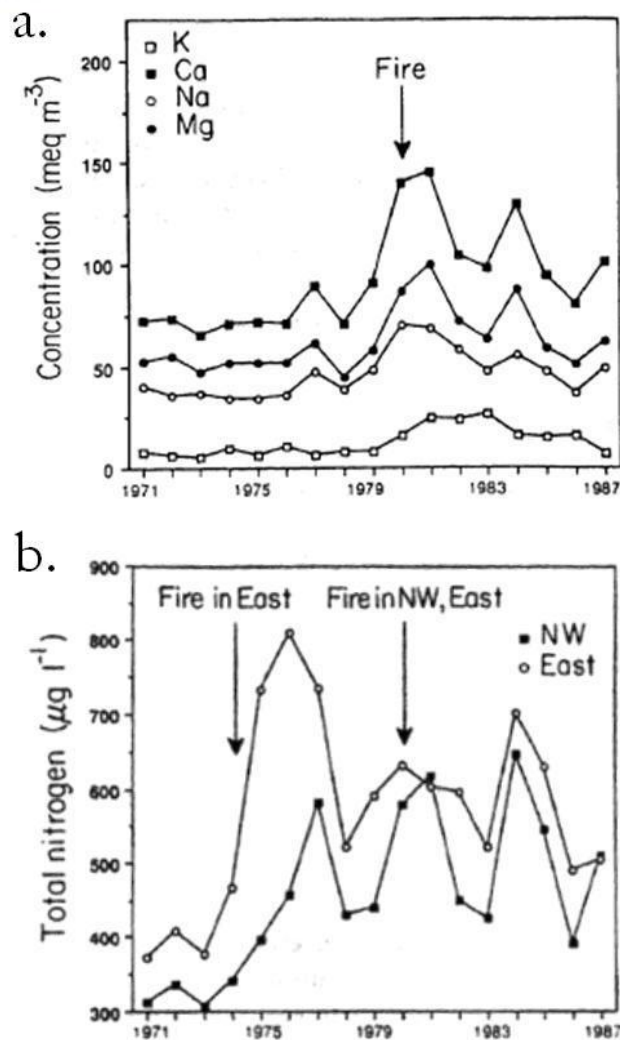 a.
K
Ca
Na
Mg
Fire
Concentration (meq m⁻³)
200
150
100
50
0
1971 1975 1979 1983 1987
b.
Fire in East Fire in NW, East
NW
East
Total nitrogen (µg l⁻¹)
900
800
700
600
500
400
300
1971 1975 1979 1983 1987